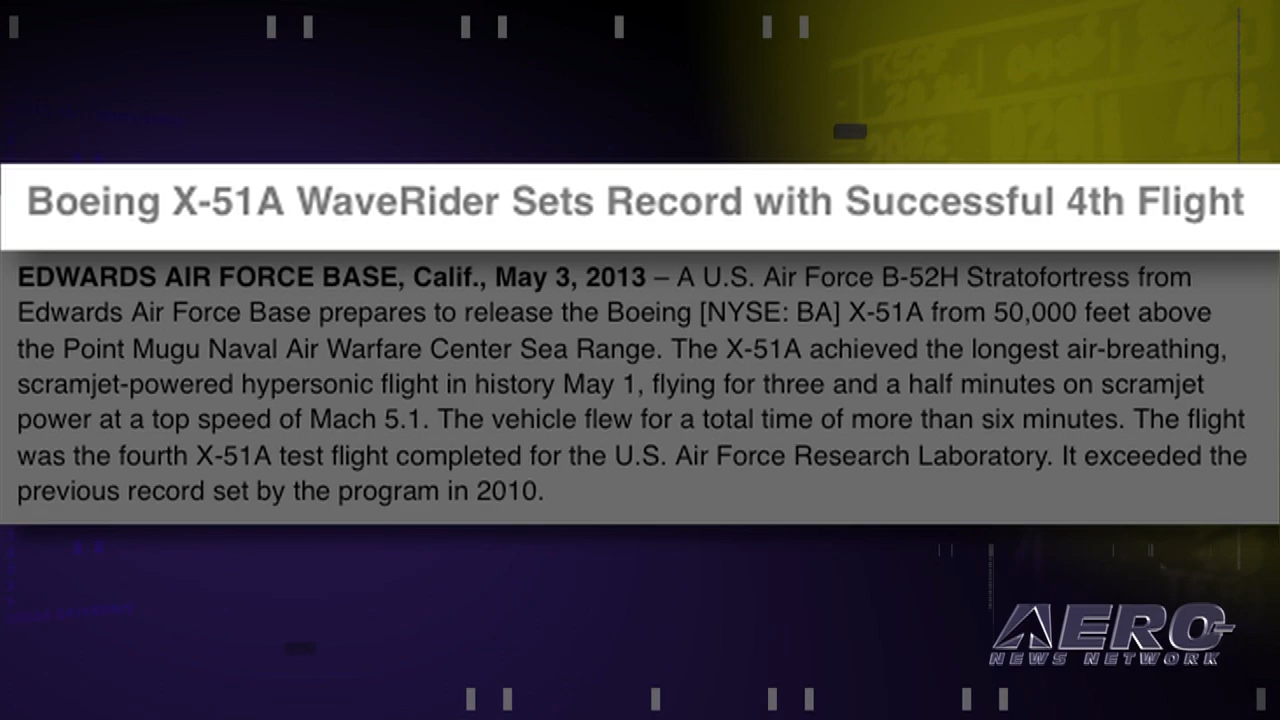 Boeing X-51A WaveRider Sets Record with Successful 4th Flight
EDWARDS AIR FORCE BASE, Calif., May 3, 2013 – A U.S. Air Force B-52H Stratofortress from
Edwards Air Force Base prepares to release the Boeing [NYSE: BA] X-51A from 50,000 feet above
the Point Mugu Naval Air Warfare Center Sea Range. The X-51A achieved the longest air-breathing,
scramjet-powered hypersonic flight in history May 1, flying for three and a half minutes on scramjet
power at a top speed of Mach 5.1. The vehicle flew for a total time of more than six minutes. The flight
was the fourth X-51A test flight completed for the U.S. Air Force Research Laboratory. It exceeded the
previous record set by the program in 2010.
AERO-
NEWS NETWORK